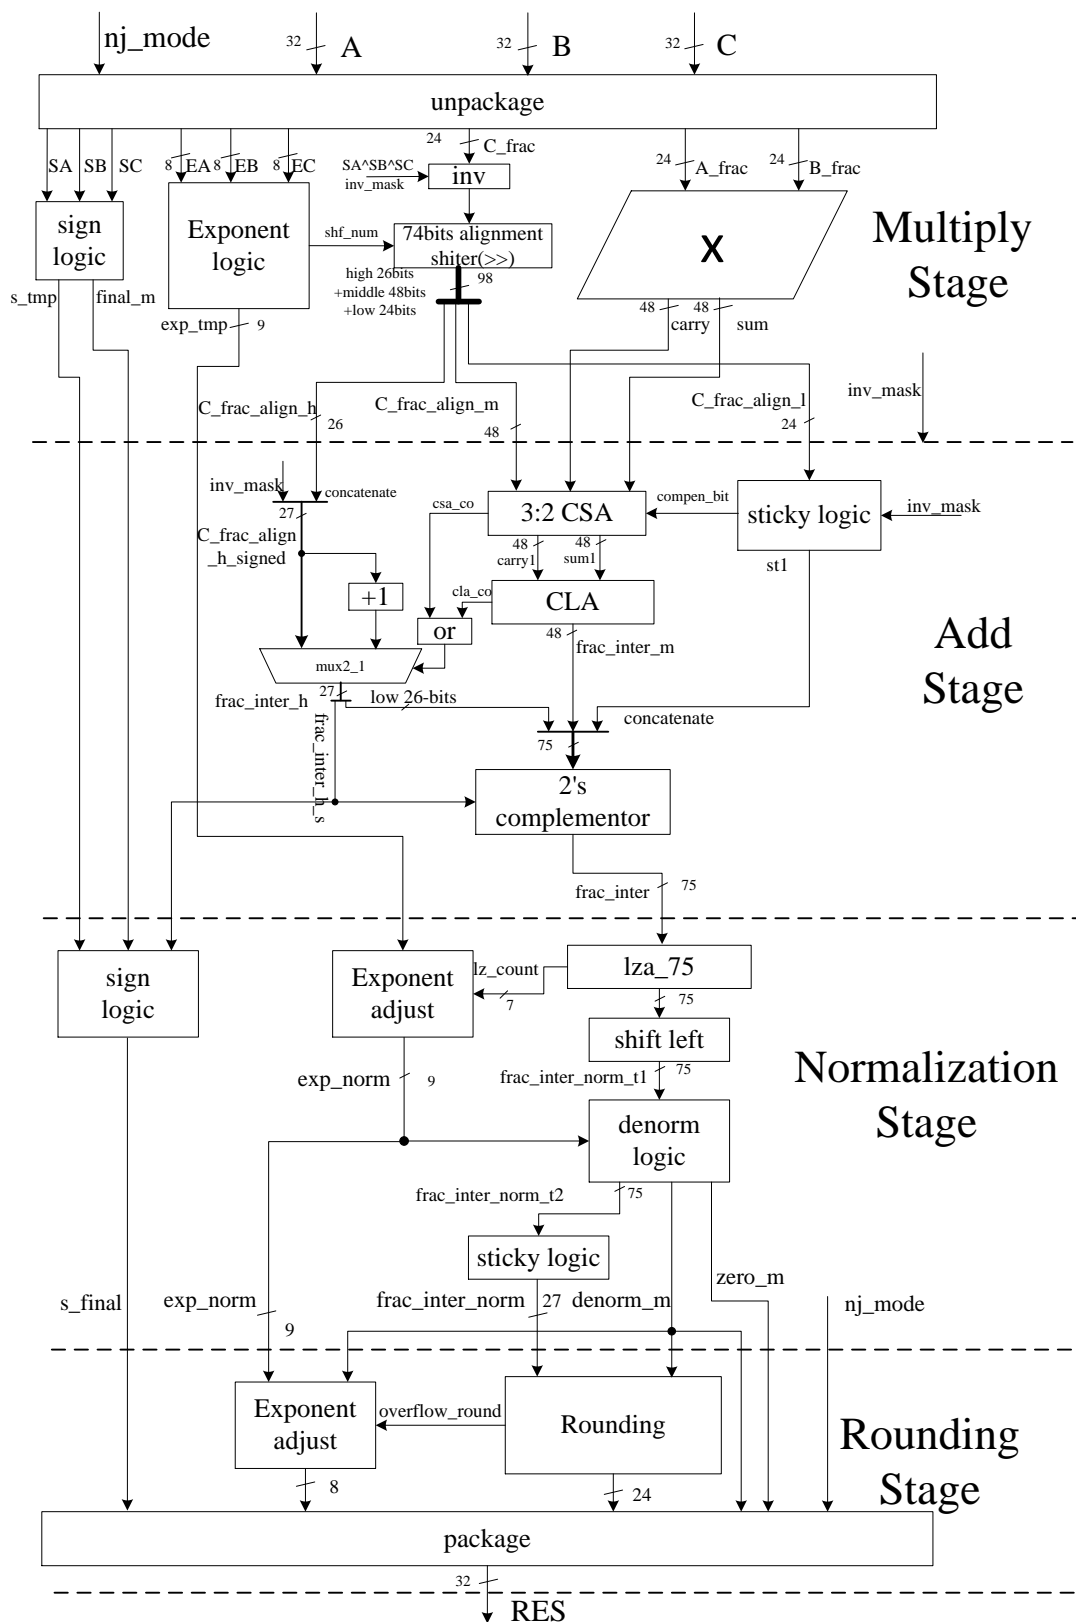 nj_mode
32
A
32
B
32
C
unpackage
SA
SB
SC
8
EA
8
EB
8
EC
24
C_frac
24
A_frac
24
B_frac
SA^SB^SC
inv_mask
inv
sign
logic
Exponent
logic
shf_num
74bits alignment
shiter(>>)
X
Multiply
Stage
high 26bits
+middle 48bits
+low 24bits
98
s_tmp
final_m
exp_tmp
9
48
carry
48
sum
C_frac_align_h
26
C_frac_align_m
48
C_frac_align_l
24
inv_mask
inv_mask
concatenate
27
C_frac_align
_h_signed
csa_co
3:2 CSA
compen_bit
sticky logic
inv_mask
48
carry1
48
sum1
st1
+1
cla_co
CLA
or
48
frac_inter_m
Add
Stage
mux2_1
frac_inter_h
27
low 26-bits
concatenate
frac_inter_h_s
75
2's
complementor
frac_inter
75
sign
logic
Exponent
adjust
lz_count
7
lza_75
75
shift left
exp_norm
9
frac_inter_norm_t1
75
Normalization
Stage
denorm
logic
frac_inter_norm_t2
75
sticky logic
s_final
exp_norm
9
frac_inter_norm
27
denorm_m
zero_m
nj_mode
Exponent
adjust
overflow_round
Rounding
Rounding
Stage
8
24
package
32
RES